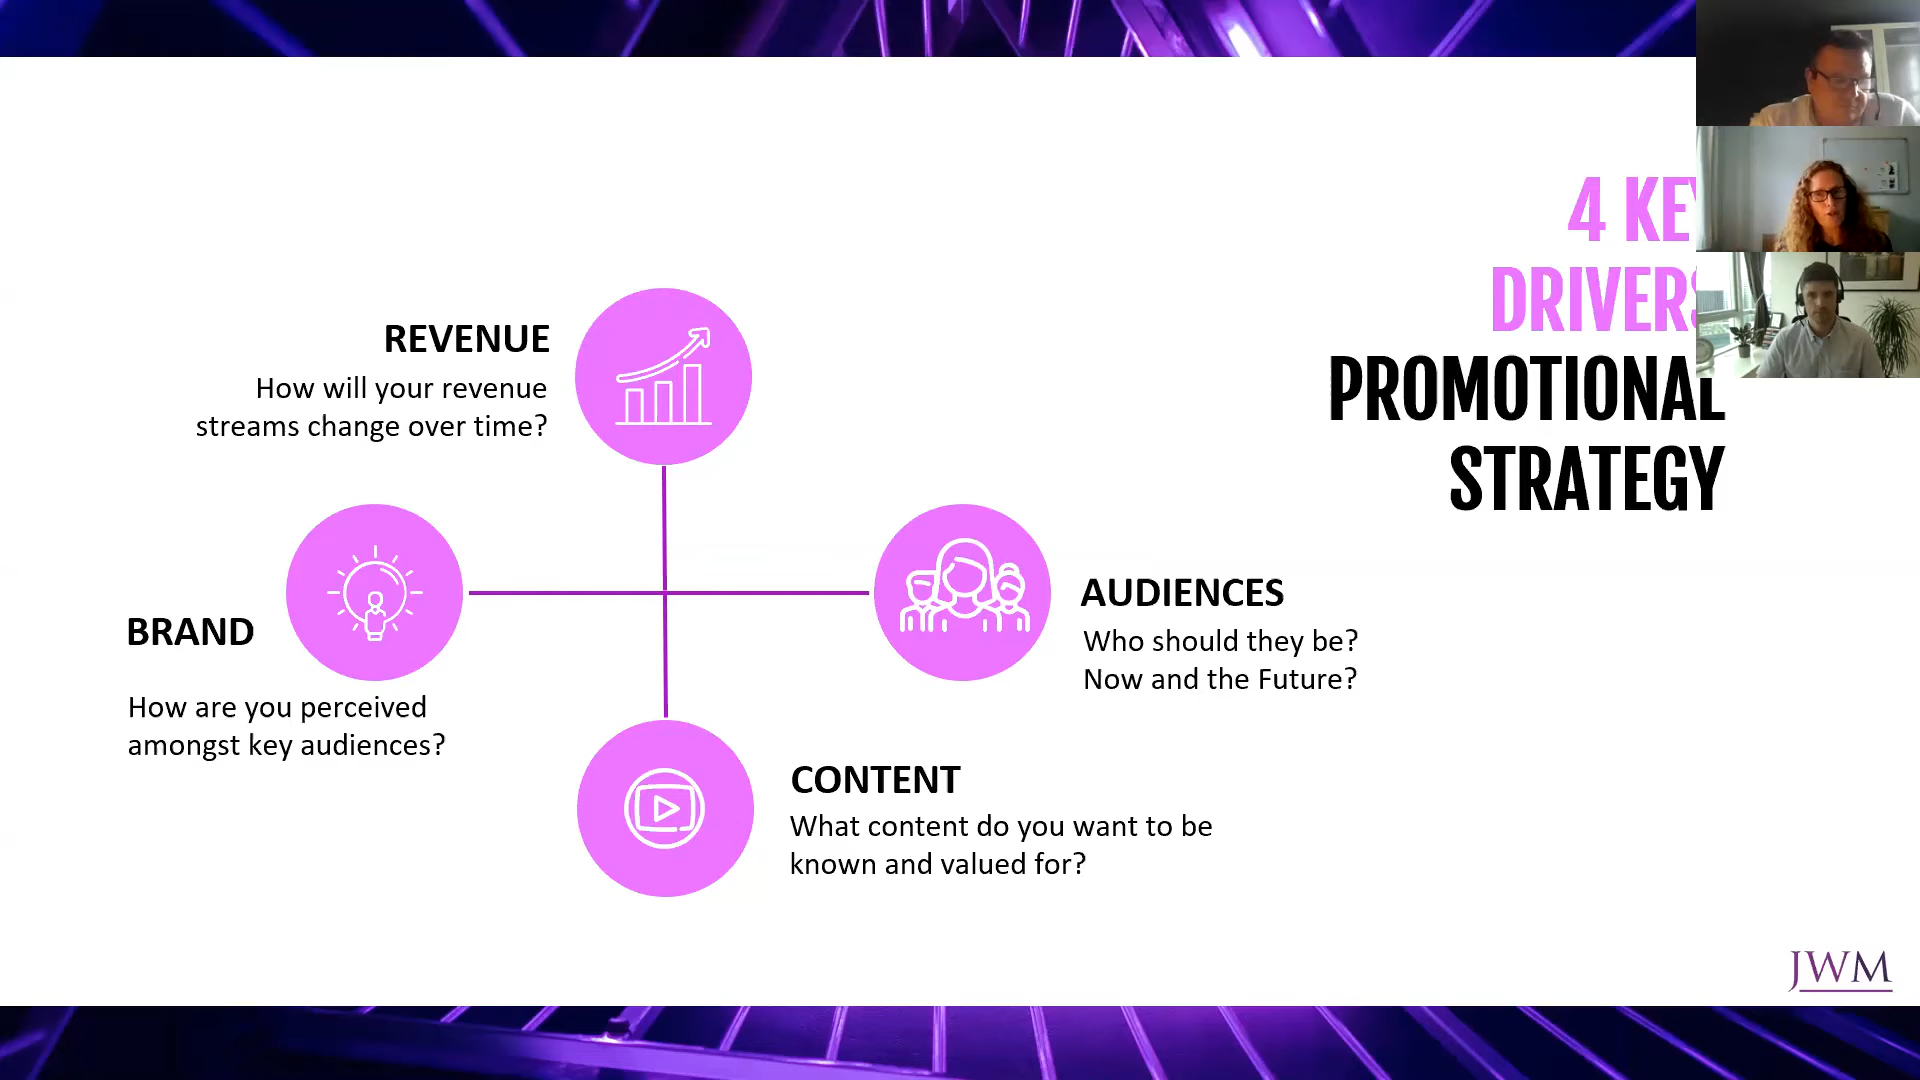 4 KEY
DRIVERS
PROMOTIONAL
STRATEGY
REVENUE
How will your revenue
streams change over time?
BRAND
How are you perceived
amongst key audiences?
AUDIENCES
Who should they be?
Now and the Future?
CONTENT
What content do you want to be
known and valued for?
JWM